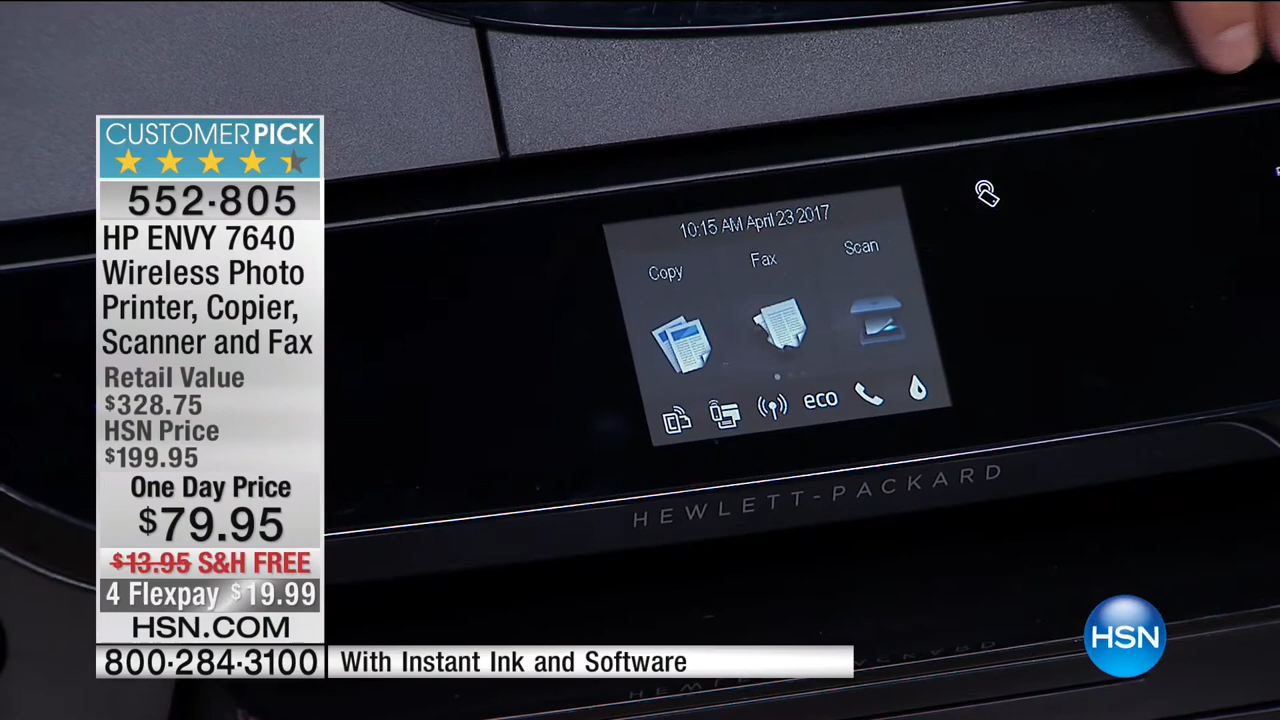 CUSTOMERPICK
552·805
HP ENVY 7640
Wireless Photo
Printer, Copier,
Scanner and Fax
Retail Value
$328.75
HSN Price
$199.95
One Day Price
$79.95
$13.95 S&H FREE
4 Flexpay $19.99
HSN.COM
800·284·3100
With Instant Ink and Software
10:15 AM April 23 2017
Copy
Fax
Scan
eco
HEWLETT-PACKARD
HSN